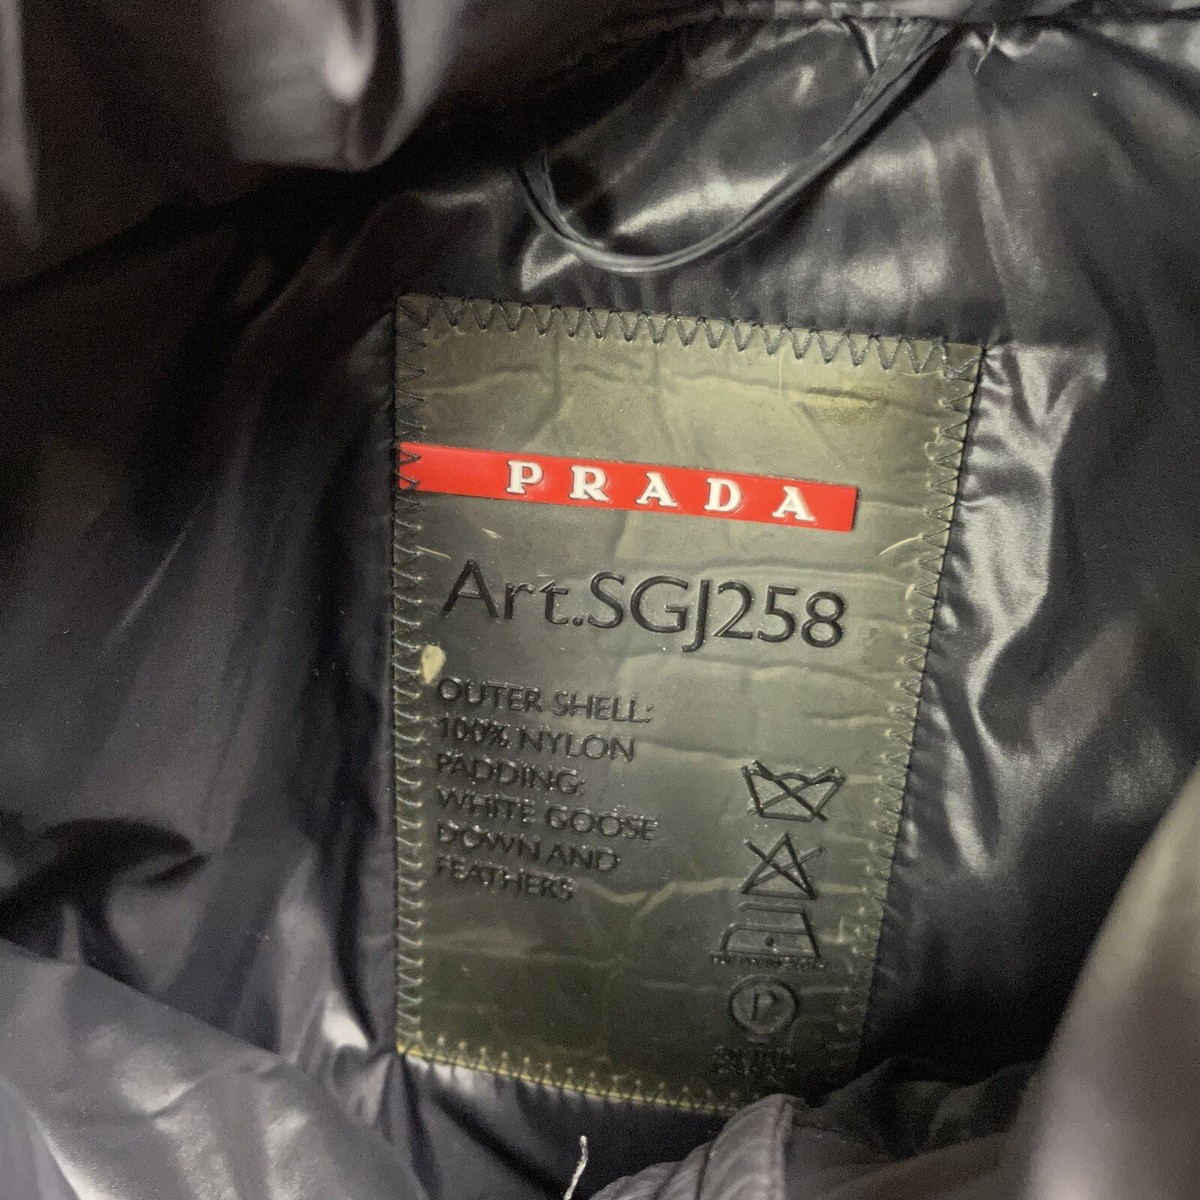 PRADA
Art.SGJ258
OUTER SHELL:
100% NYLON
PADDING:
WHITE GOOSE
DOWN AND
FEATHERS
P